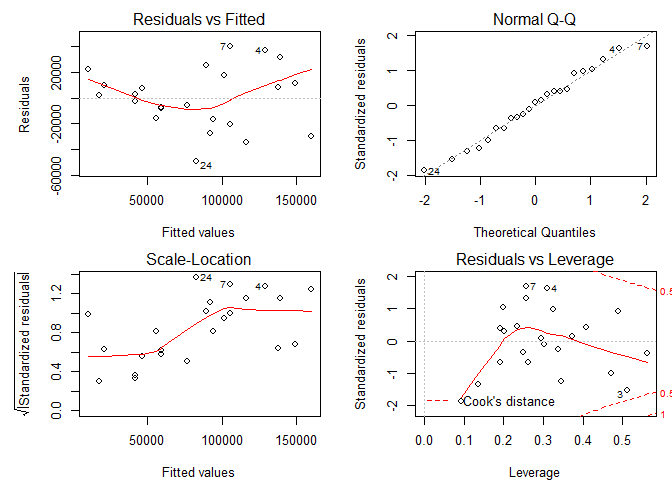 Residuals vs Fitted
Residuals
-60000 -20000 20000
7
4
24
50000 100000 150000
Fitted values
Normal Q-Q
Standardized residuals
-2 -1 0 1 2
4
7
24
-2 -1 0 1 2
Theoretical Quantiles
Scale-Location
√|Standardized residuals|
0.0 0.4 0.8 1.2
24
7
4
50000 100000 150000
Fitted values
Residuals vs Leverage
Standardized residuals
-2 -1 0 1 2
7
4
3
Cook's distance
0.5
0.5
1
0.0 0.1 0.2 0.3 0.4 0.5
Leverage